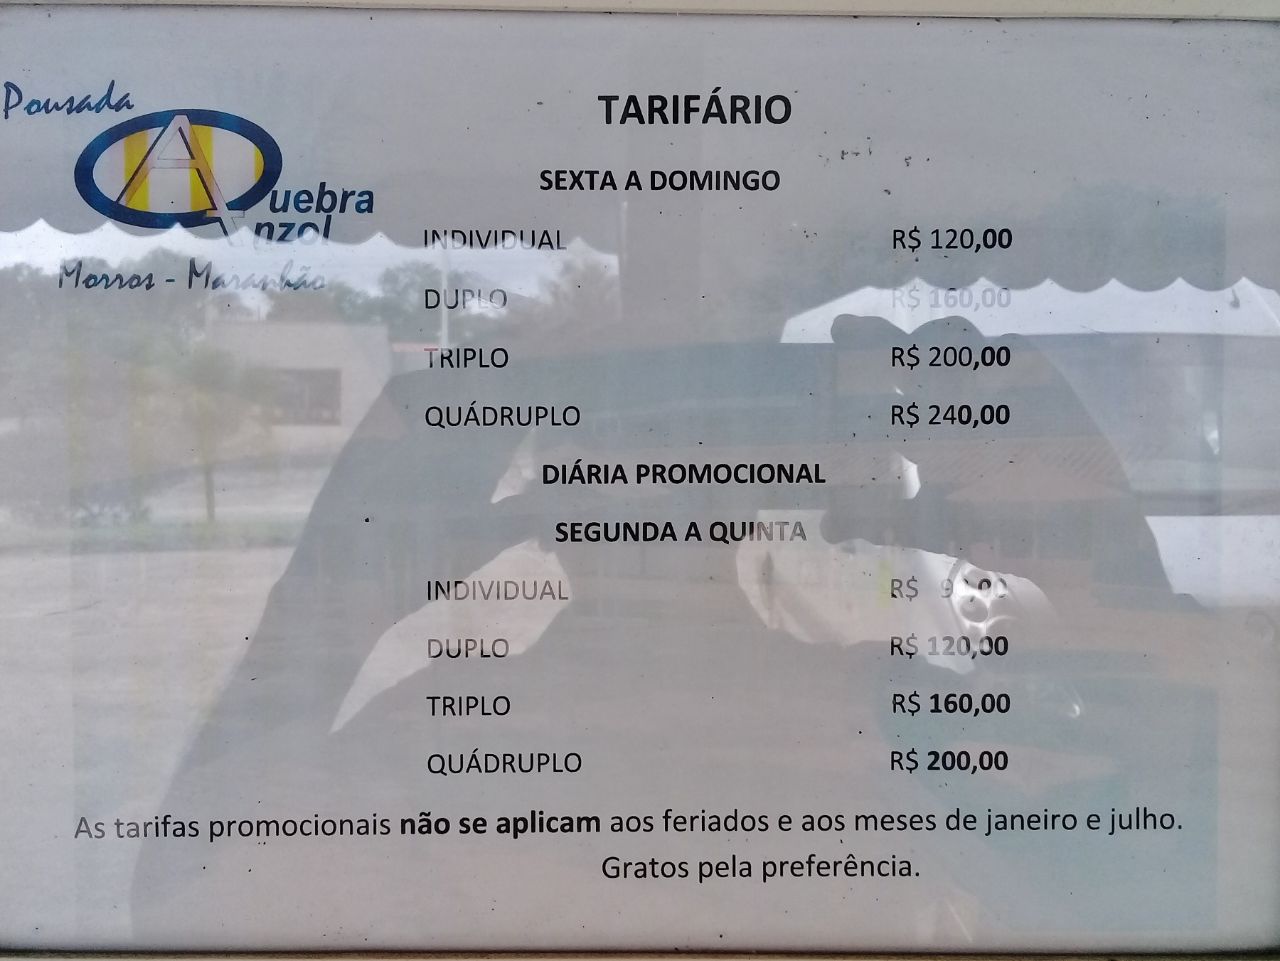 Pousada
Quebra
Anzol
Morros - Maranhão
TARIFÁRIO
SEXTA A DOMINGO
INDIVIDUAL R$ 120,00
DUPLO R$ 160,00
TRIPLO R$ 200,00
QUÁDRUPLO R$ 240,00
DIÁRIA PROMOCIONAL
SEGUNDA A QUINTA
INDIVIDUAL R$
DUPLO R$ 120,00
TRIPLO R$ 160,00
QUÁDRUPLO R$ 200,00
As tarifas promocionais não se aplicam aos feriados e aos meses de janeiro e julho.
Gratos pela preferência.